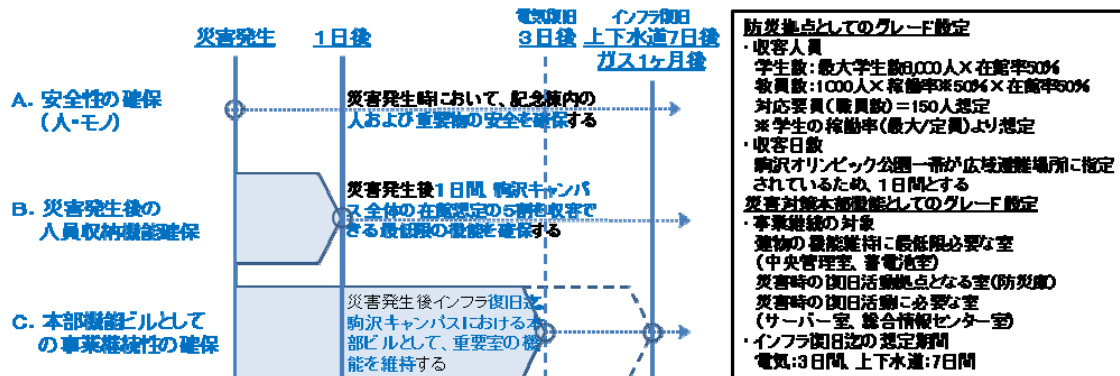 災害発生
1日後
電気復旧
3日後
インフラ復旧
上下水道7日後
ガス1ヶ月後
A. 安全性の確保
(人・モノ)
災害発生時において、記念棟内の
人および重要物の安全を確保する
B. 災害発生後の
人員収納機能確保
災害発生後1日間、駒沢キャンパ
ス全体の在館想定の5割を収客で
きる最低限の機能を確保する
C. 本部機能ビルとして
の事業継続性の確保
災害発生後インフラ復旧迄、
駒沢キャンパスにおける本
部ビルとして、重要室の機
能を維持する
防災拠点としてのグレード設定
・収客人員
学生数:最大学生数8,000人×在館率50%
教員数:1000人×稼働率※50%×在館率50%
対応要員(職員数)=150人想定
※学生の稼働率(最大/定員)より想定
・収客日数
駒沢オリンピック公園一帯が広域避難場所に指定
されているため、1日間とする
災害対策本部機能としてのグレード設定
・事業継続の対象
建物の機能維持に最低限必要な室
(中央管理室、蓄電池室)
災害時の復旧活動拠点となる室(防災庫)
災害時の復旧活動に必要な室
(サーバー室、総合情報センター室)
・インフラ復旧迄の想定期間
電気:3日間、上下水道:7日間